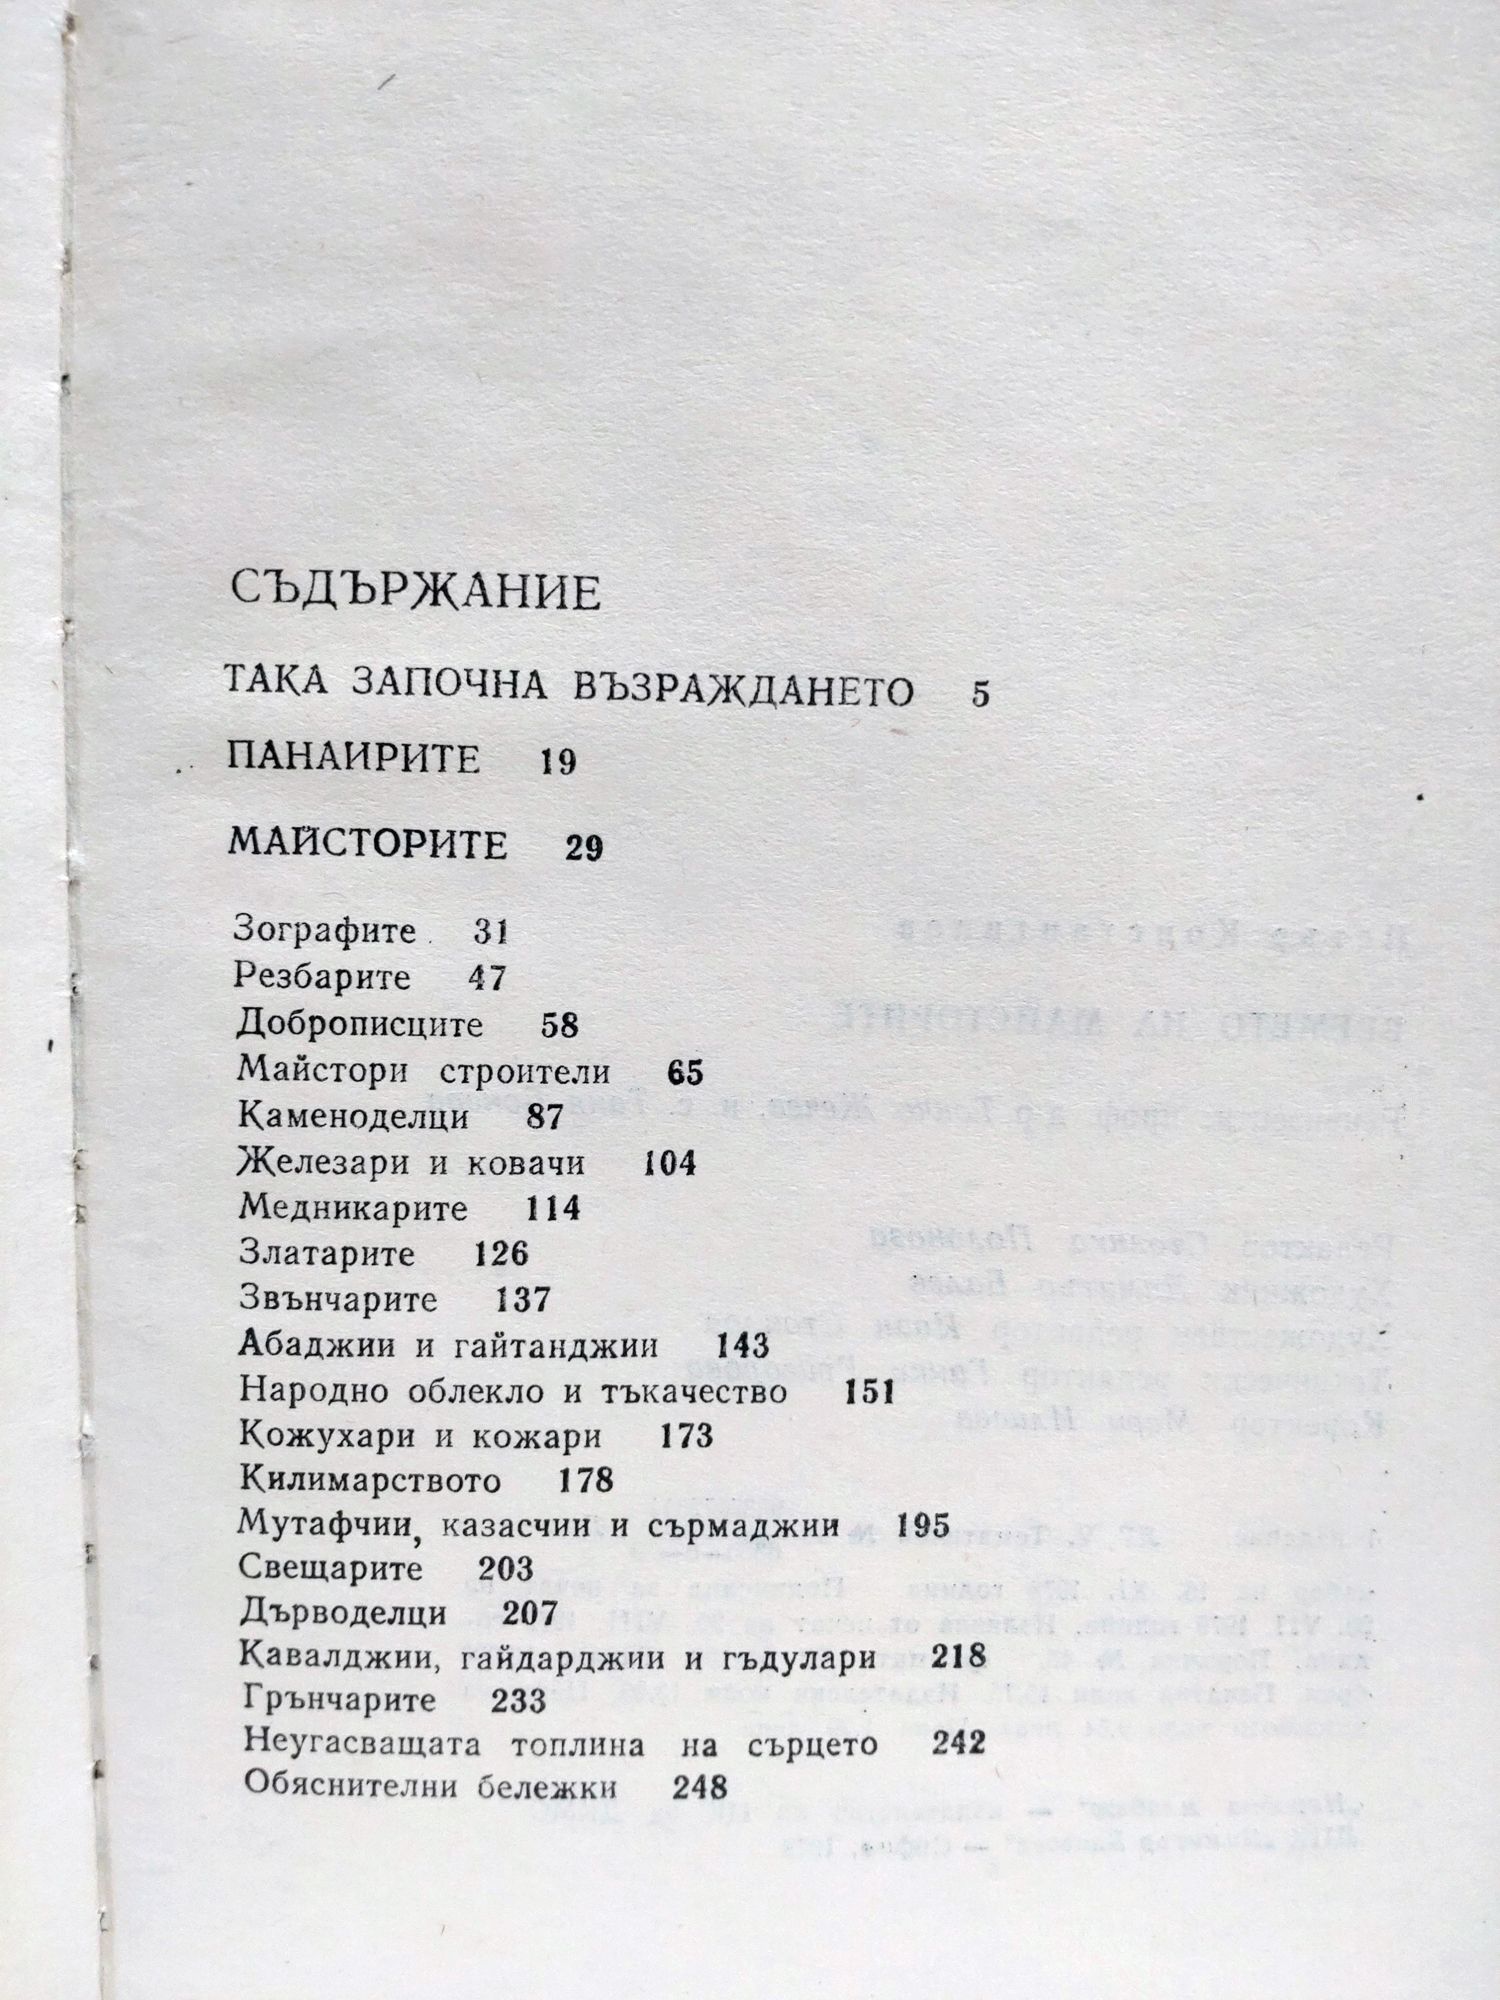 СЪДЪРЖАНИЕ
ТАКА ЗАПОЧНА ВЪЗРАЖДАНЕТО 5
ПАНАИРИТЕ 19
МАЙСТОРИТЕ 29
Зографите 31
Резбарите 47
Доброписците 58
Майстори строители 65
Каменоделци 87
Железари и ковачи 104
Медникарите 114
Златарите 126
Звънчарите 137
Абаджии и гайтанджии 143
Народно облекло и тъкачество 151
Кожухари и кожари 173
Килимарството 178
Мутафчии, казасчии и сърмаджии 195
Свещарите 203
Дърводелци 207
Кавалджии, гайдарджии и гъдулари 218
Грънчарите 233
Неугасващата топлина на сърцето 242
Обяснителни бележки 248